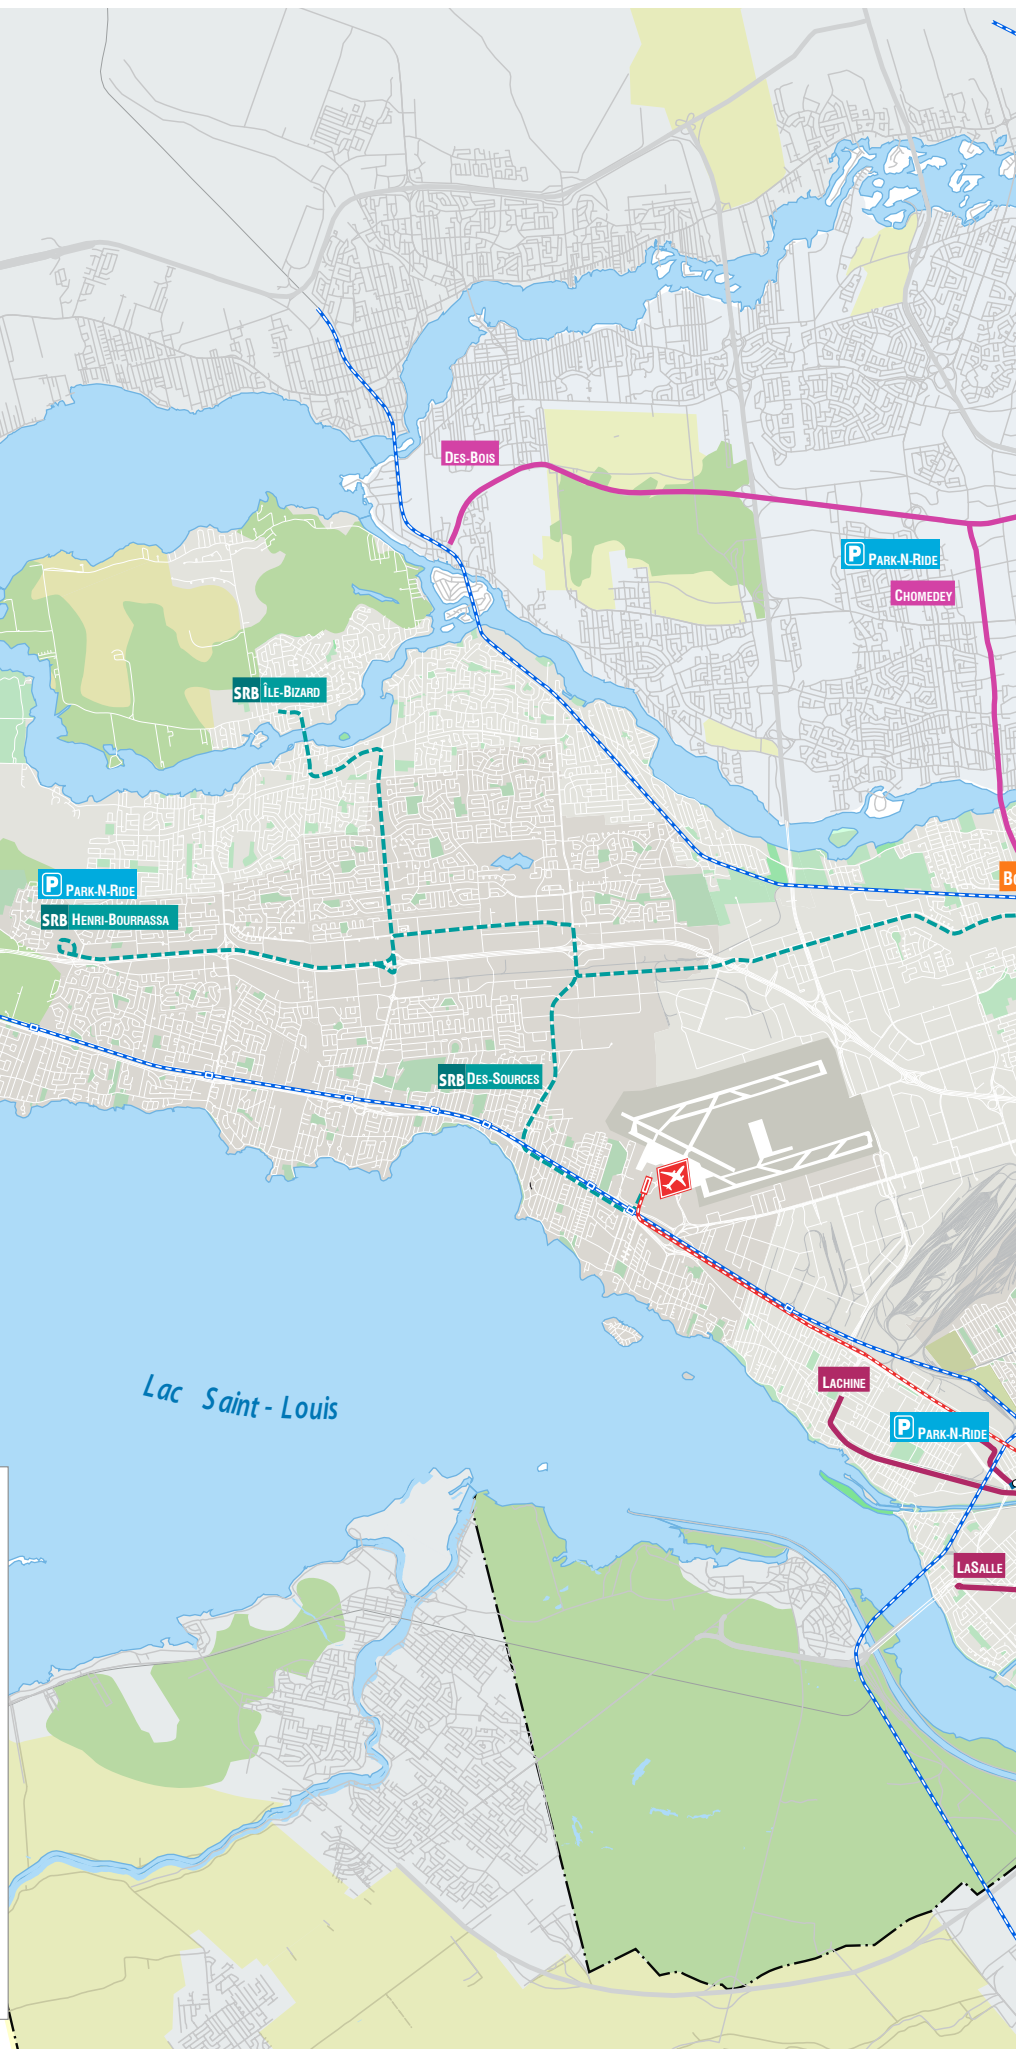 DES-BOIS
P PARK-N-RIDE
CHOMEDEY
SRB ÎLE-BIZARD
P PARK-N-RIDE
SRB HENRI-BOURRASSA
SRB DES-SOURCES
LACHINE
Lac Saint-Louis
P PARK-N-RIDE
LASALLE